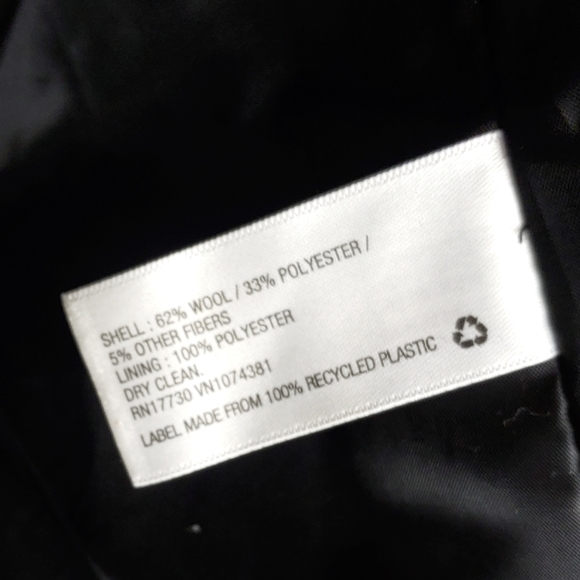 SHELL : 62% WOOL / 33% POLYESTER /
5% OTHER FIBERS
LINING : 100% POLYESTER
DRY CLEAN.
RN17730 VN1074381
LABEL MADE FROM 100% RECYCLED PLASTIC